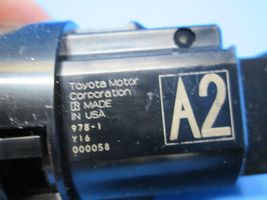 Toyota Motor
Corporation
R MADE
IN USA
978-1
Y16
000058
A2